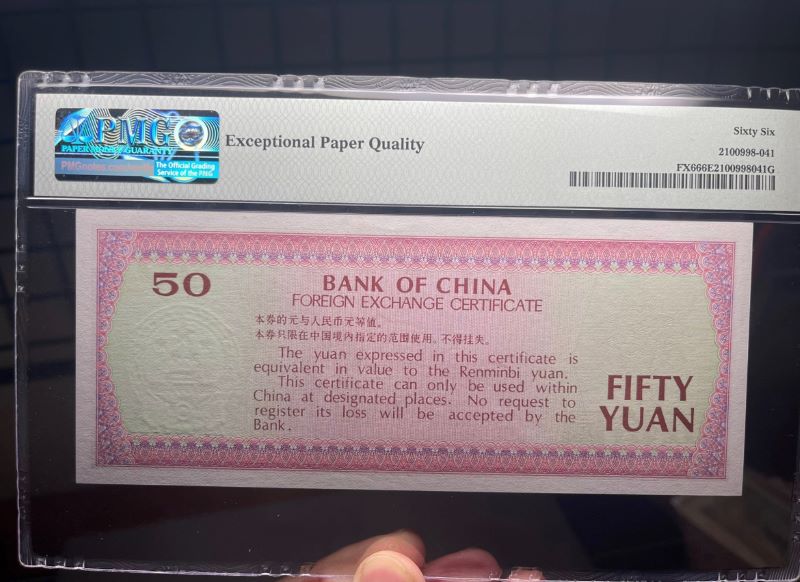 PMG
PAPER MONEY GUARANTY
PMGnotes.com
The Official Grading
Service of the PNG
Exceptional Paper Quality
Sixty Six
2100998-041
FX666E2100998041G
50
BANK OF CHINA
FOREIGN EXCHANGE CERTIFICATE
本券的元与人民币元等值。
本券只限在中国境内指定的范围使用。不得挂失。
The yuan expressed in this certificate is
equivalent in value to the Renminbi yuan.
This certificate can only be used within
China at designated places. No request to
register its loss will be accepted by the
Bank.
FIFTY
YUAN